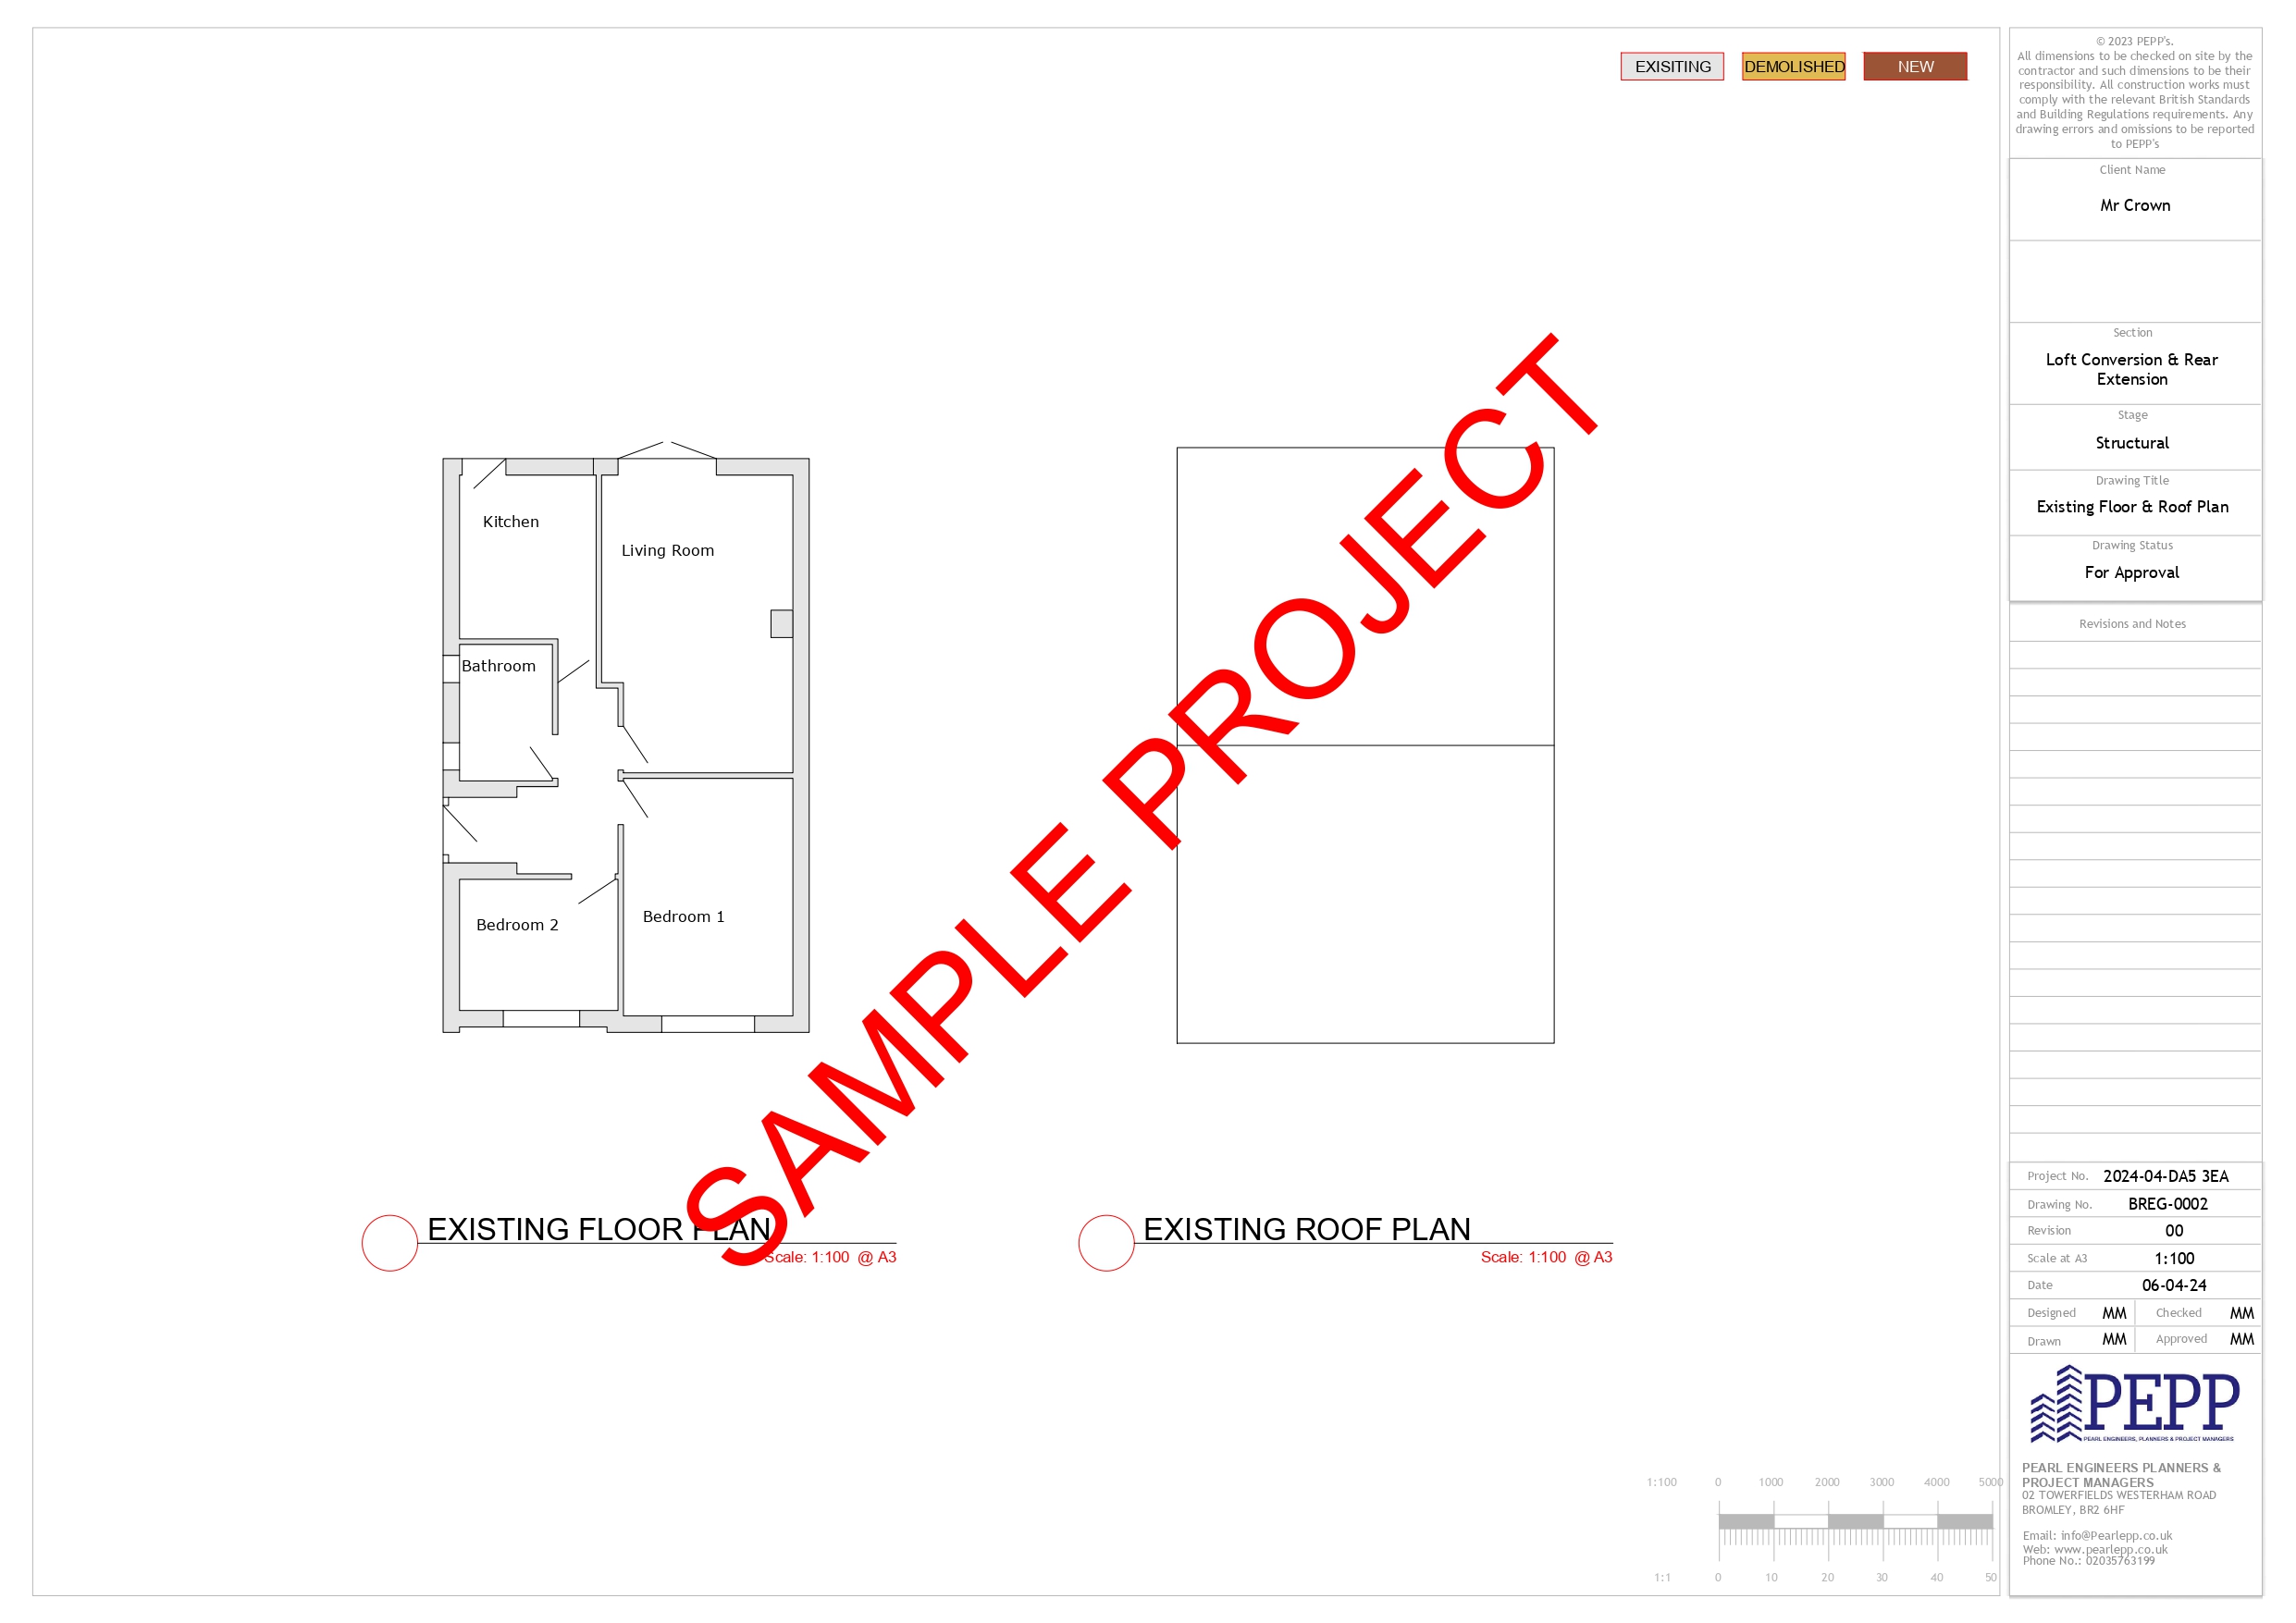 EXISITING
DEMOLISHED
NEW
© 2023 PEPP's.
All dimensions to be checked on site by the
contractor and such dimensions to be their
responsibility. All construction works must
comply with the relevant British Standards
and Building Regulations requirements. Any
drawing errors and omissions to be reported
to PEPP's
Client Name
Mr Crown
Section
Loft Conversion & Rear
Extension
Stage
Structural
Drawing Title
Existing Floor & Roof Plan
Drawing Status
For Approval
Revisions and Notes
Kitchen
Living Room
Bathroom
Bedroom 2
Bedroom 1
SAMPLE PROJECT
EXISTING FLOOR PLAN
Scale: 1:100 @ A3
EXISTING ROOF PLAN
Scale: 1:100 @ A3
Project No. 2024-04-DA5 3EA
Drawing No. BREG-0002
Revision 00
Scale at A3 1:100
Date 06-04-24
Designed MM Checked MM
Drawn MM Approved MM
PEPP
PEARL ENGINEERS, PLANNERS & PROJECT MANAGERS
PEARL ENGINEERS PLANNERS &
PROJECT MANAGERS
02 TOWERFIELDS WESTERHAM ROAD
BROMLEY, BR2 6HF
Email: info@Pearlepp.co.uk
Web: www.pearlepp.co.uk
Phone No.: 02035763199
1:100 0 1000 2000 3000 4000 5000
1:1 0 10 20 30 40 50